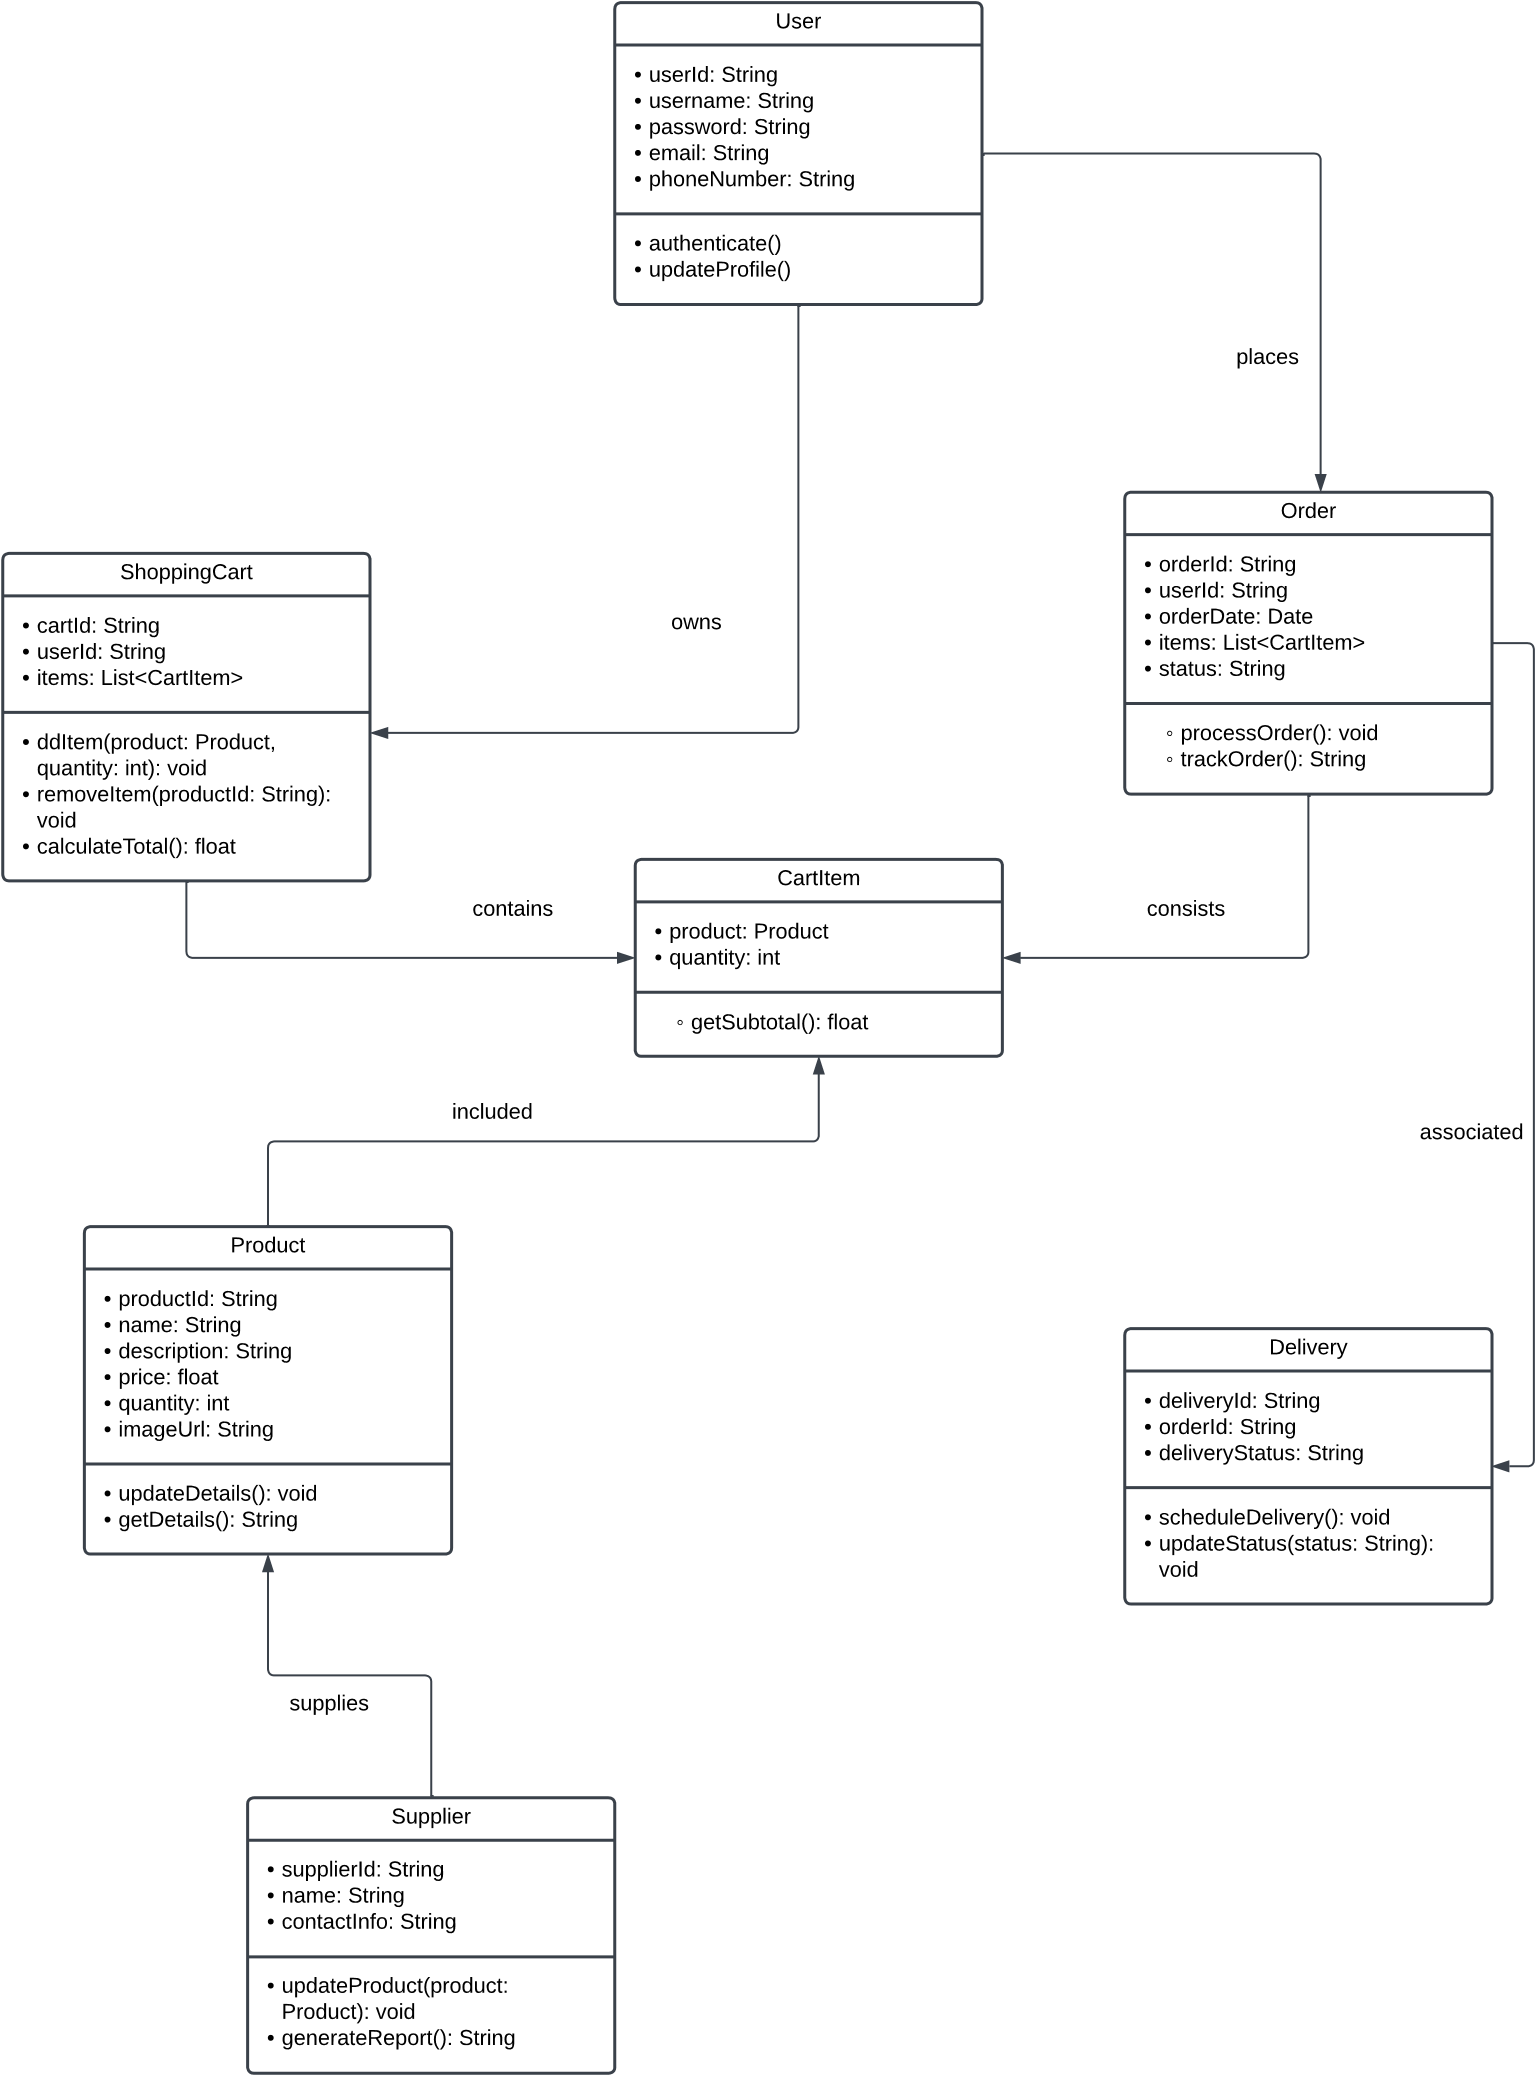 User
• userId: String
• username: String
• password: String
• email: String
• phoneNumber: String
• authenticate()
• updateProfile()
places
Order
• orderId: String
• userId: String
• orderDate: Date
• items: List<CartItem>
• status: String
◦ processOrder(): void
◦ trackOrder(): String
ShoppingCart
• cartId: String
• userId: String
• items: List<CartItem>
• ddItem(product: Product,
quantity: int): void
• removeItem(productId: String):
void
• calculateTotal(): float
owns
contains
CartItem
• product: Product
• quantity: int
◦ getSubtotal(): float
consists
included
associated
Product
• productId: String
• name: String
• description: String
• price: float
• quantity: int
• imageUrl: String
• updateDetails(): void
• getDetails(): String
Delivery
• deliveryId: String
• orderId: String
• deliveryStatus: String
• scheduleDelivery(): void
• updateStatus(status: String):
void
supplies
Supplier
• supplierId: String
• name: String
• contactInfo: String
• updateProduct(product:
Product): void
• generateReport(): String